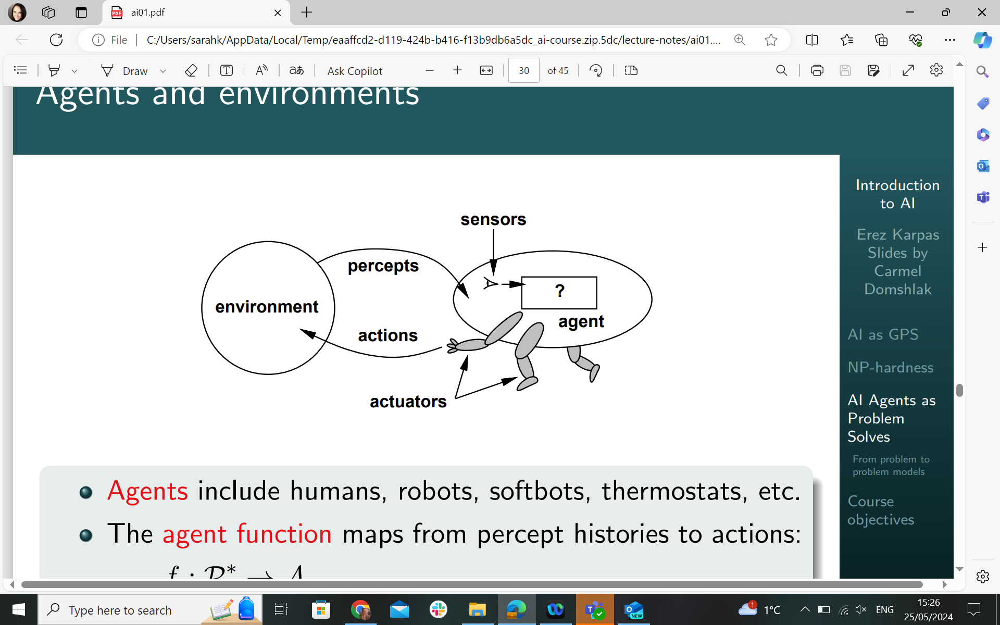 ai01.pdf
File
C:/Users/sarahk/AppData/Local/Temp/eaaffcd2-d119-424b-b416-f13b9db6a5dc_ai-course.zip.5dc/lecture-notes/ai01....
Draw
Ask Copilot
30
of 45
Agents and environments
sensors
percepts
environment
?
agent
actions
actuators
Agents include humans, robots, softbots, thermostats, etc.
The agent function maps from percept histories to actions:
f : P* → A
Introduction
to AI
Erez Karpas
Slides by
Carmel
Domshlak
AI as GPS
NP-hardness
AI Agents as
Problem
Solves
From problem to
problem models
Course
objectives
Type here to search
NEW
1
1°C
ENG
15:26
25/05/2024